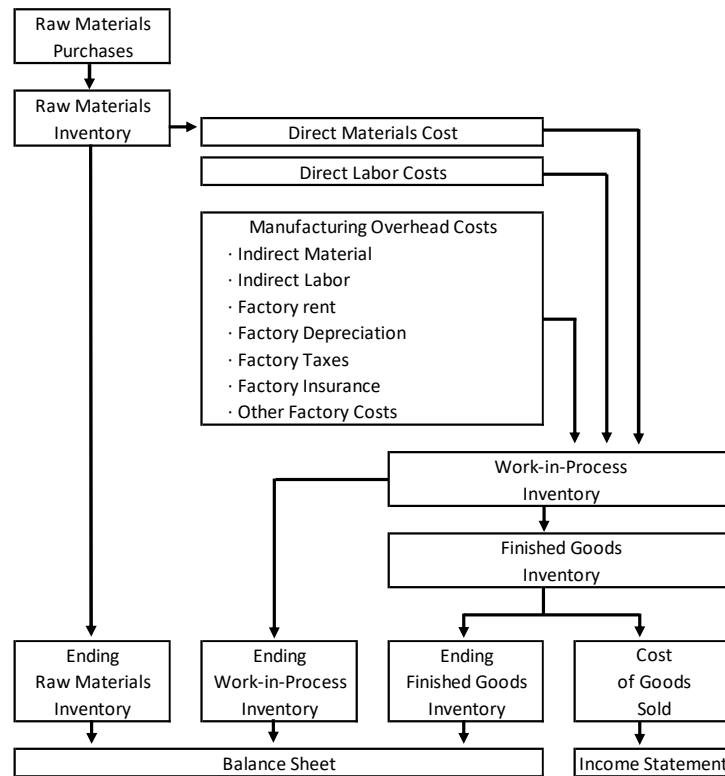 Raw Materials
Purchases
Raw Materials
Inventory
Direct Materials Cost
Direct Labor Costs
Manufacturing Overhead Costs
· Indirect Material
· Indirect Labor
· Factory rent
· Factory Depreciation
· Factory Taxes
· Factory Insurance
· Other Factory Costs
Work-in-Process
Inventory
Finished Goods
Inventory
Ending
Raw Materials
Inventory
Ending
Work-in-Process
Inventory
Ending
Finished Goods
Inventory
Cost
of Goods
Sold
Balance Sheet
Income Statement